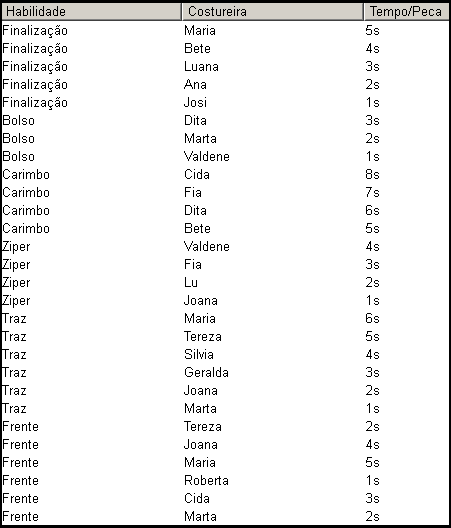 Habilidade Costureira Tempo/Peca
Finalização Maria 5s
Finalização Bete 4s
Finalização Luana 3s
Finalização Ana 2s
Finalização Josi 1s
Bolso Dita 3s
Bolso Marta 2s
Bolso Valdene 1s
Carimbo Cida 8s
Carimbo Fia 7s
Carimbo Dita 6s
Carimbo Bete 5s
Ziper Valdene 4s
Ziper Fia 3s
Ziper Lu 2s
Ziper Joana 1s
Traz Maria 6s
Traz Tereza 5s
Traz Silvia 4s
Traz Geralda 3s
Traz Joana 2s
Traz Marta 1s
Frente Tereza 2s
Frente Joana 4s
Frente Maria 5s
Frente Roberta 1s
Frente Cida 3s
Frente Marta 2s